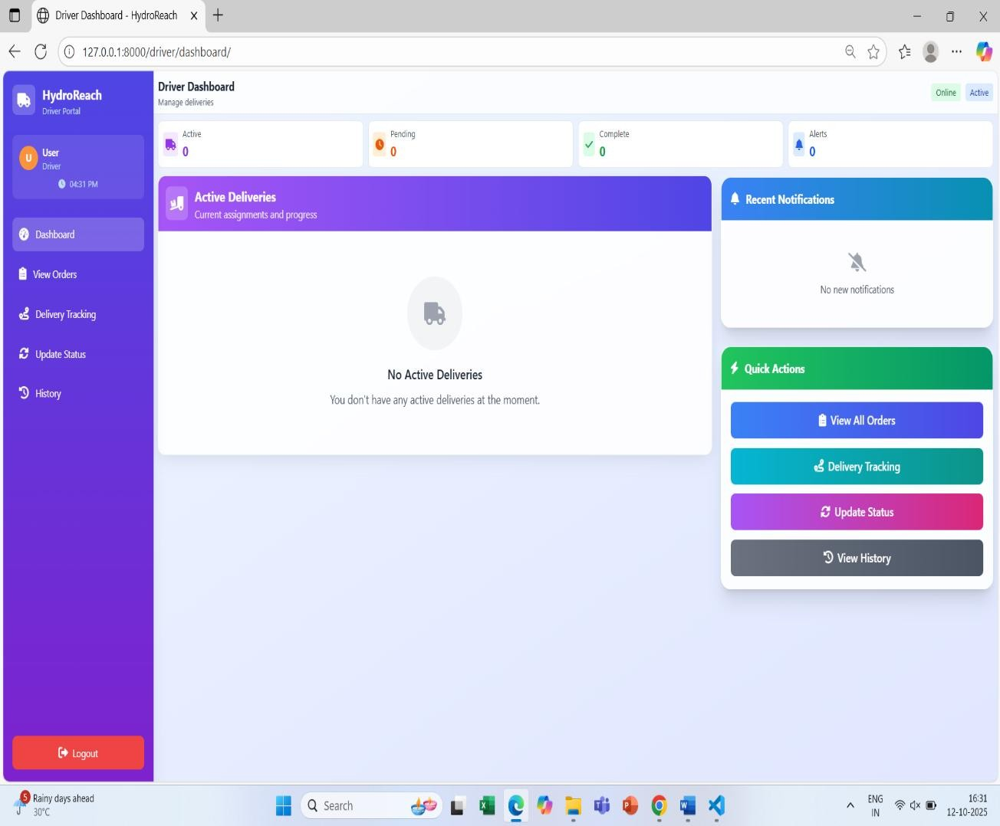 Driver Dashboard - HydroReach
127.0.0.1:8000/driver/dashboard/
HydroReach
Driver Portal
U
User
Driver
04:31 PM
Dashboard
View Orders
Delivery Tracking
Update Status
History
Logout
Driver Dashboard
Manage deliveries
Online
Active
Active
0
Pending
0
Complete
0
Alerts
0
Active Deliveries
Current assignments and progress
No Active Deliveries
You don't have any active deliveries at the moment.
Recent Notifications
No new notifications
Quick Actions
View All Orders
Delivery Tracking
Update Status
View History
5
Rainy days ahead
30°C
Search
ENG
IN
16:31
12-10-2025